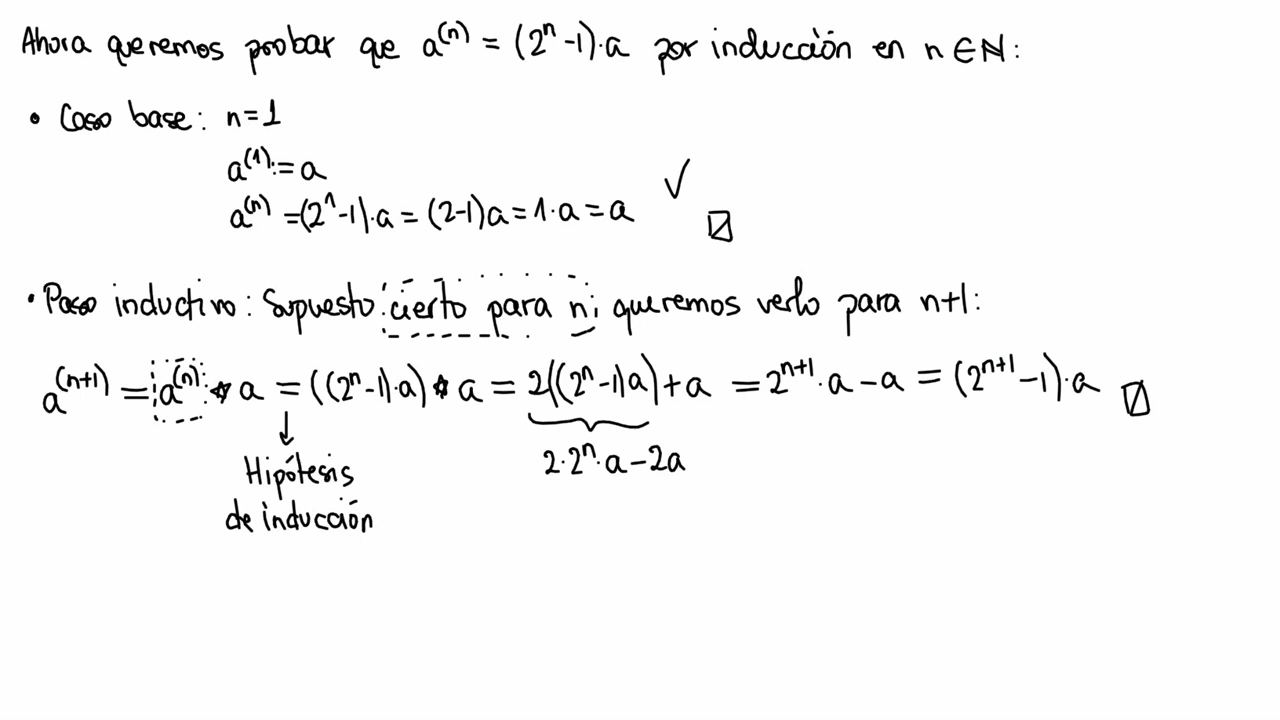 Ahora queremos probar que a^(n) = (2^n -1)·a por inducción en n∈ℕ:
• Caso base: n=1
a^(1) := a
a^(n) = (2^1 -1)·a = (2-1)a = 1·a = a ✓
• Paso inductivo: Supuesto cierto para n, queremos verlo para n+1:
a^(n+1) = a^(n) * a = ((2^n -1)·a) * a = 2((2^n -1)a) + a = 2^(n+1)·a - a = (2^(n+1) -1)·a
2·2^n·a - 2a
Hipótesis
de inducción